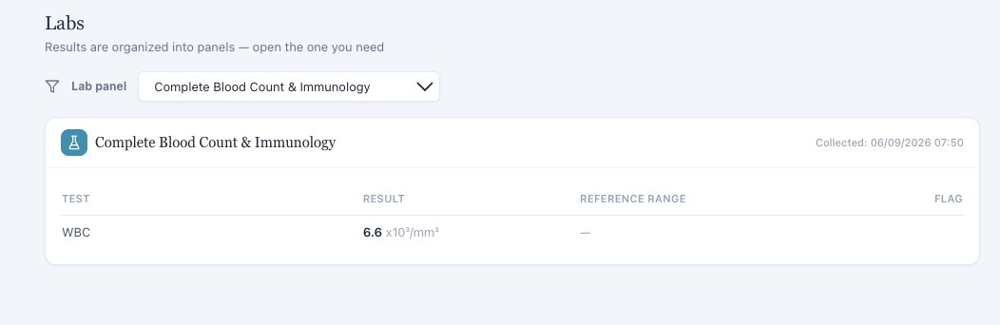 Labs
Results are organized into panels — open the one you need
Lab panel Complete Blood Count & Immunology
Complete Blood Count & Immunology Collected: 06/09/2026 07:50
TEST RESULT REFERENCE RANGE FLAG
WBC 6.6 x10³/mm³ —